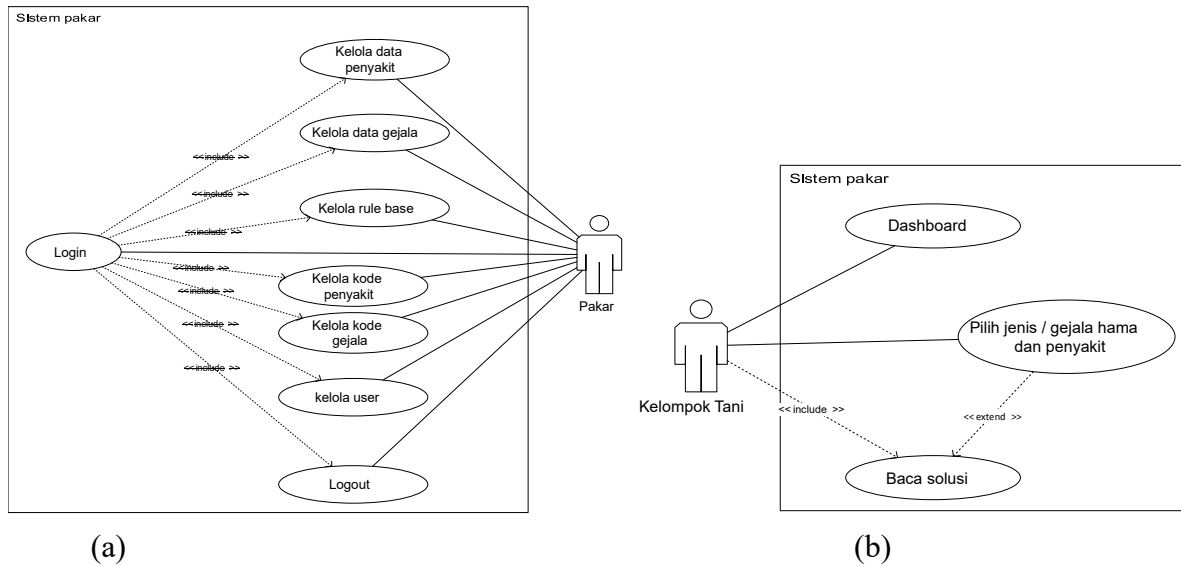 SIstem pakar
Kelola data
penyakit
Kelola data gejala
<<include >>
<<include >>
Kelola rule base
<<include >>
Login
<<include >>
Kelola kode
penyakit
<<include >>
Kelola kode
gejala
<<include >>
<<include >>
kelola user
Logout
Pakar
(a)
SIstem pakar
Dashboard
Pilih jenis / gejala hama
dan penyakit
Kelompok Tani
<<include >>
<<extend >>
Baca solusi
(b)